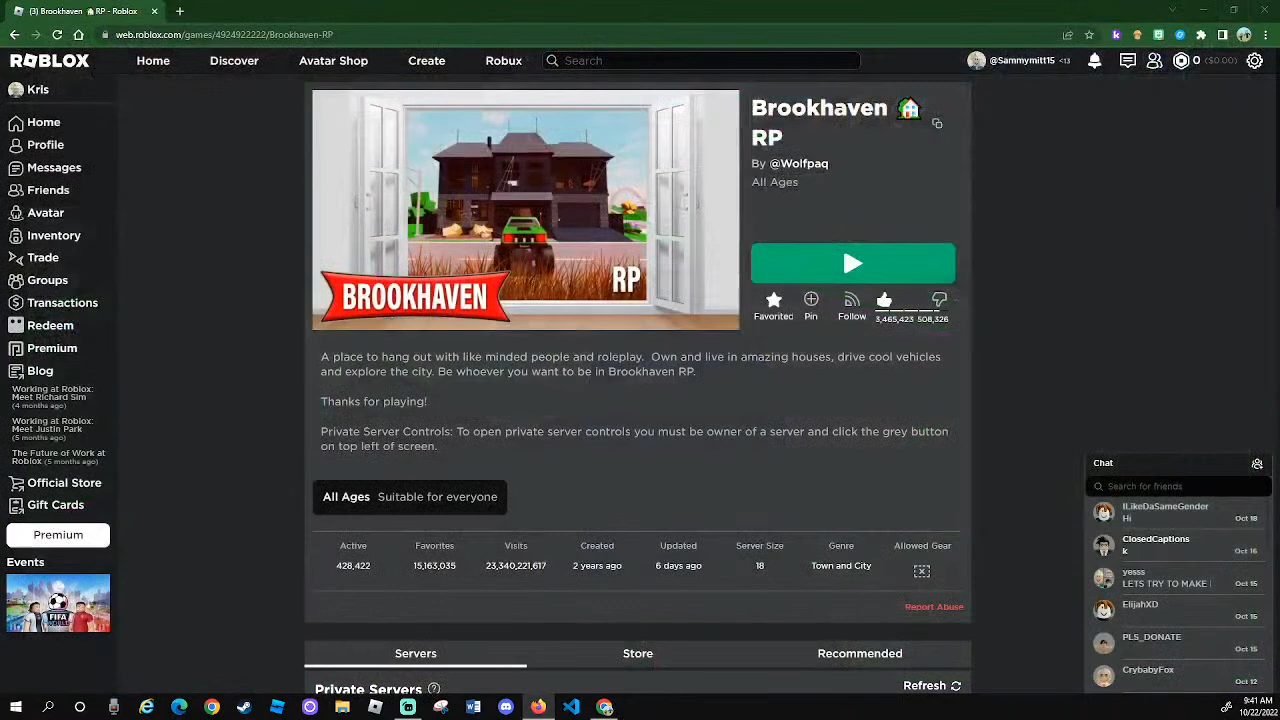 (3) Brookhaven 🏠RP - Roblox
web.roblox.com/games/4924922222/Brookhaven-RP
ROBLOX
Home
Discover
Avatar Shop
Create
Robux
Search
@Sammymitt15 <13
0 ($0.00)
Kris
Home
Profile
Messages
Friends
Avatar
Inventory
Trade
Groups
Transactions
Redeem
Premium
Blog
Working at Roblox:
Meet Richard Sim
(4 months ago)
Working at Roblox:
Meet Justin Park
(5 months ago)
The Future of Work at
Roblox (5 months ago)
Official Store
Gift Cards
Premium
Events
FIFA
BROOKHAVEN
RP
Brookhaven 🏠
RP
By @Wolfpaq
All Ages
Favorited
Pin
Follow
3,465,423
508,326
A place to hang out with like minded people and roleplay.  Own and live in amazing houses, drive cool vehicles
and explore the city. Be whoever you want to be in Brookhaven RP.
Thanks for playing!
Private Server Controls: To open private server controls you must be owner of a server and click the grey button
on top left of screen.
All Ages Suitable for everyone
Active
Favorites
Visits
Created
Updated
Server Size
Genre
Allowed Gear
428,422
15,163,035
23,340,221,617
2 years ago
6 days ago
18
Town and City
Report Abuse
Servers
Store
Recommended
Private Servers
Refresh
Chat
Search for friends
ILikeDaSameGender
Hi
Oct 18
ClosedCaptions
k
Oct 16
yesss
LETS TRY TO MAKE
Oct 15
ElijahXD
Oct 15
PLS_DONATE
Oct 15
CrybabyFox
Oct 12
9:41 AM
10/22/2022